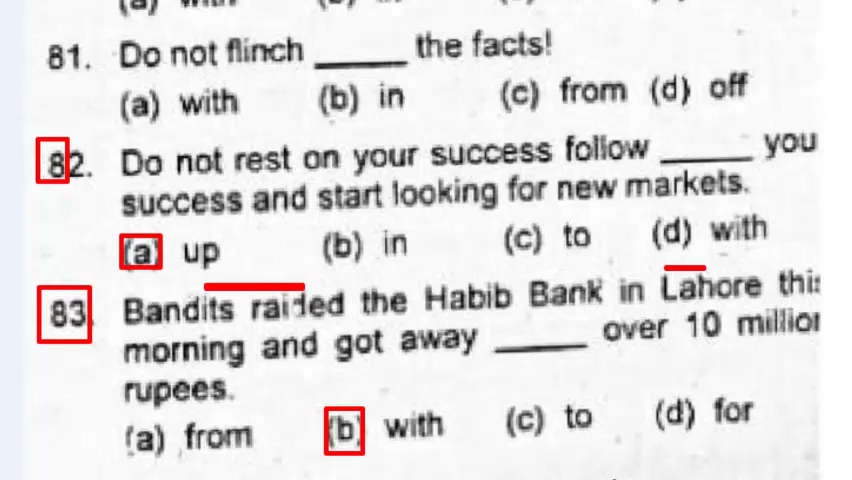 81. Do not flinch ______ the facts!
(a) with (b) in (c) from (d) off
82. Do not rest on your success follow ______ you
success and start looking for new markets.
(a) up (b) in (c) to (d) with
83. Bandits raided the Habib Bank in Lahore this
morning and got away ______ over 10 million
rupees.
(a) from (b) with (c) to (d) for